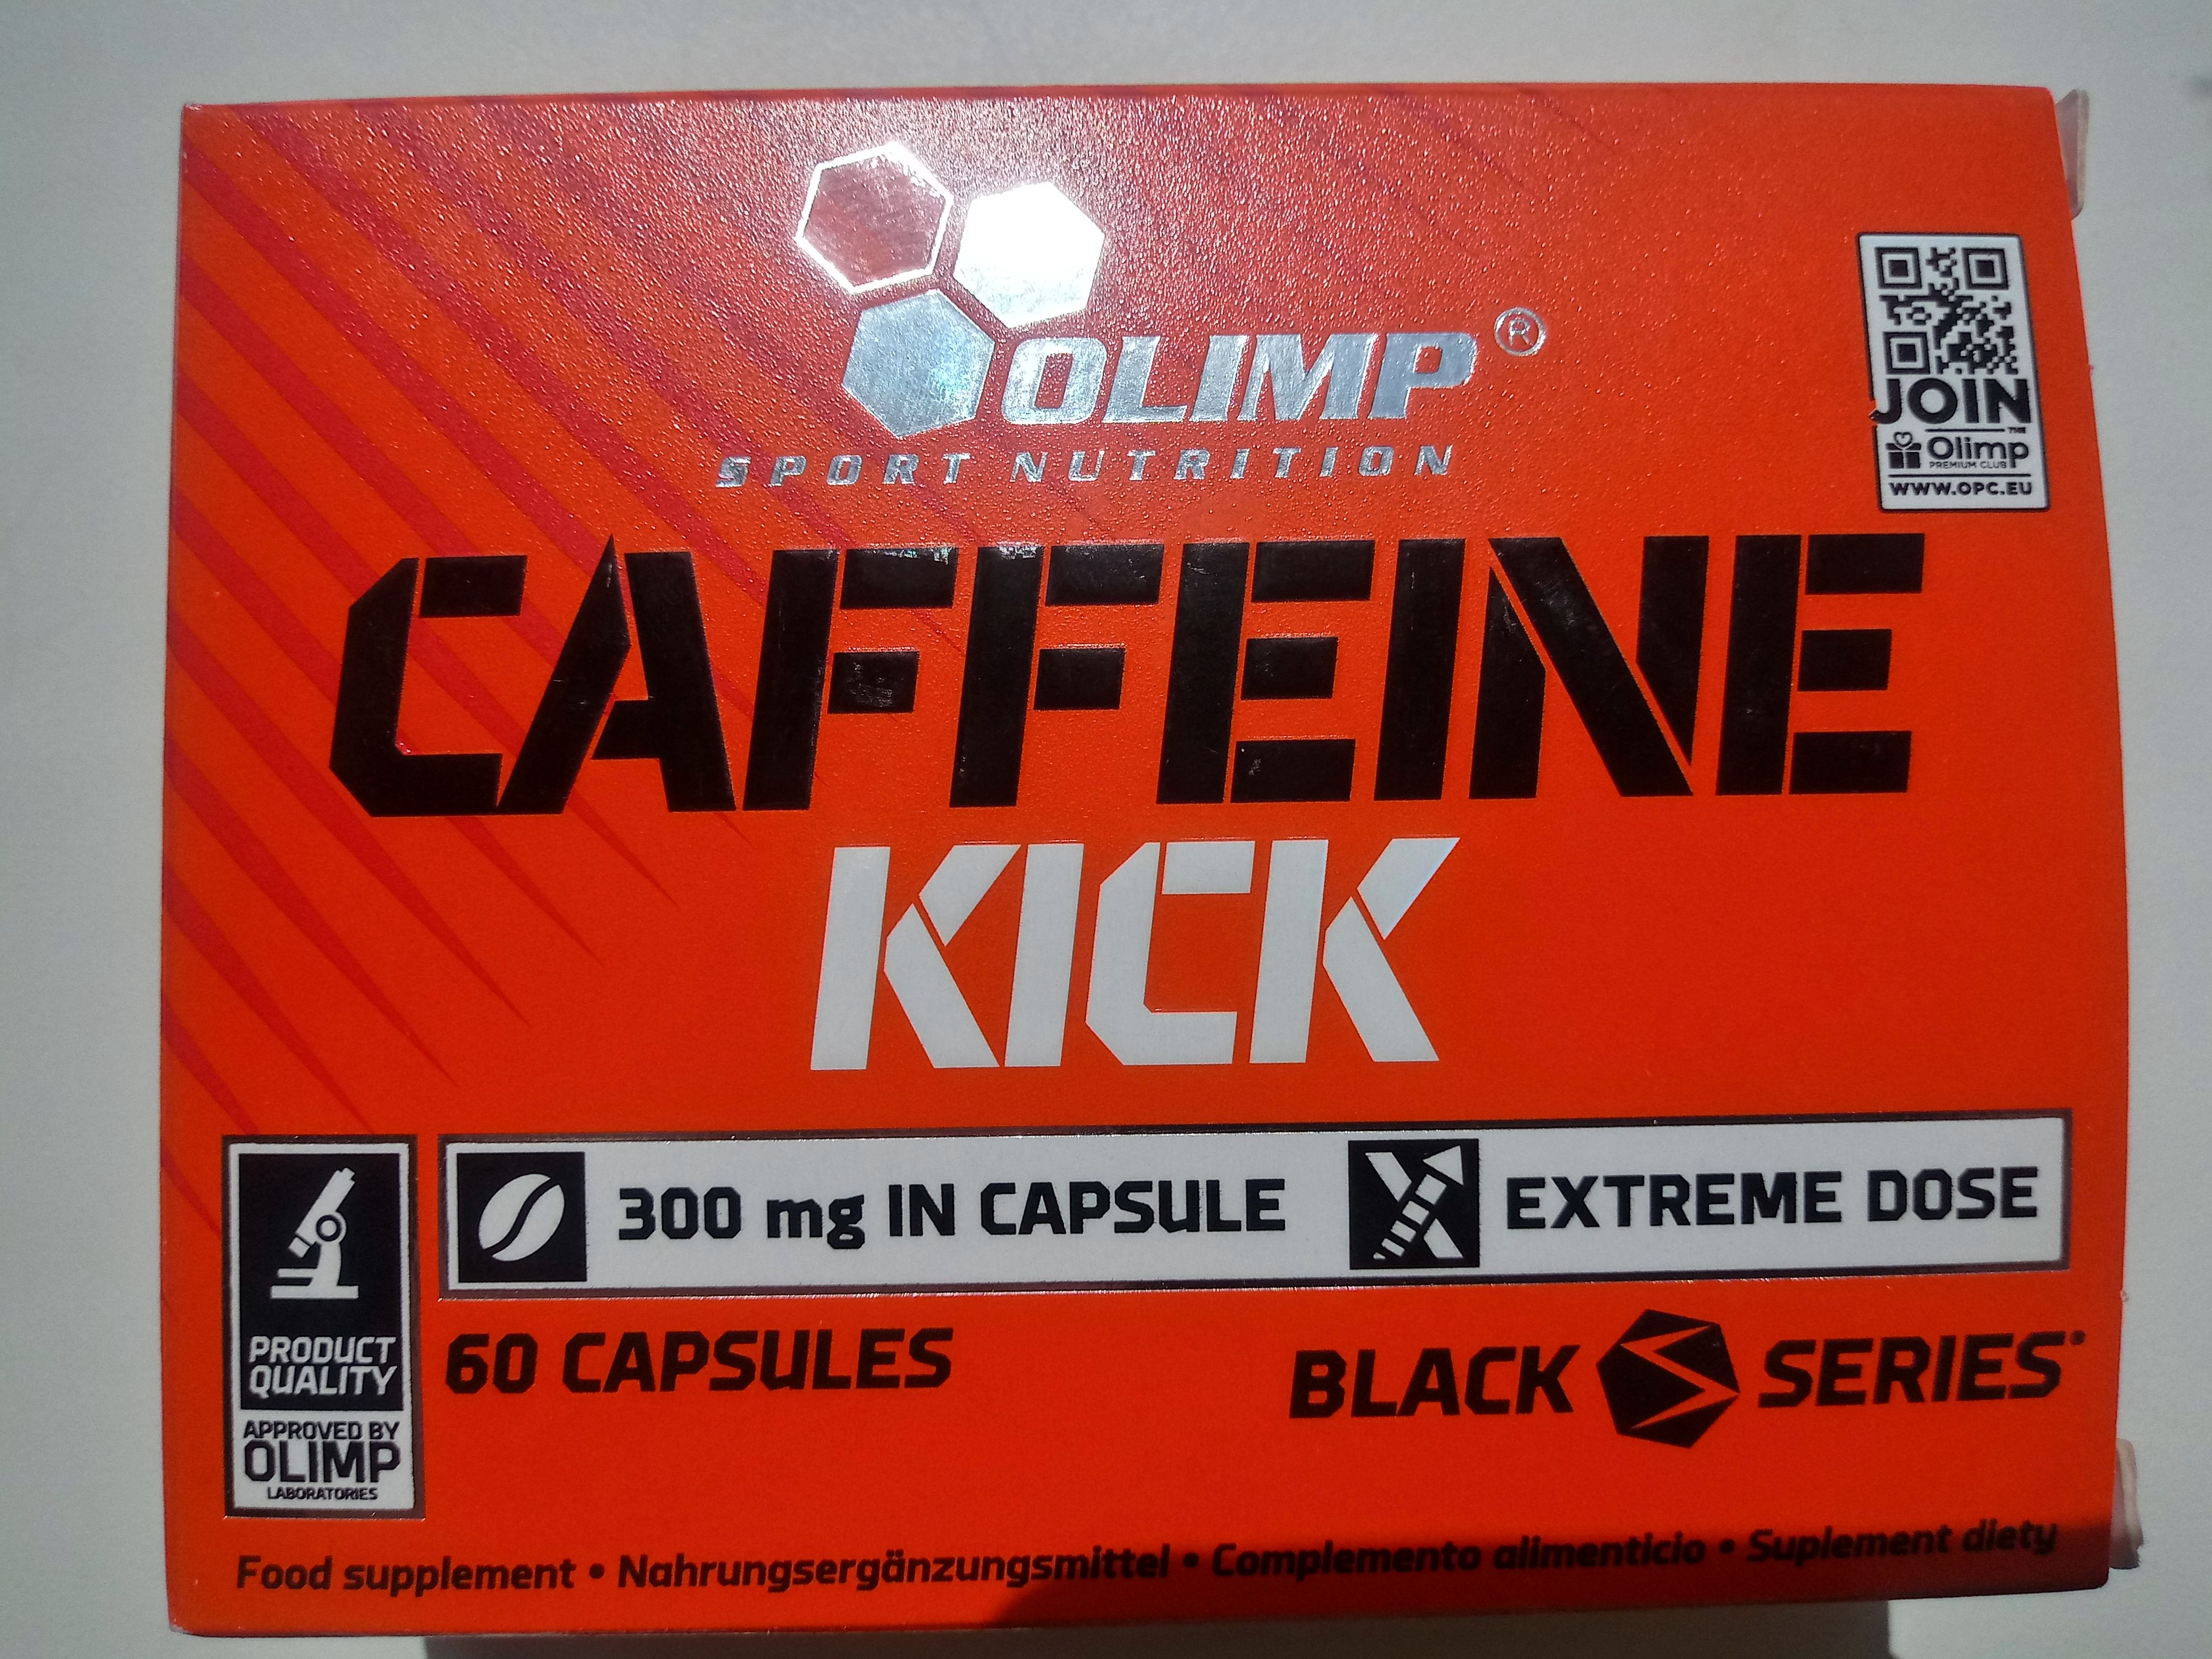 OLIMP®
SPORT NUTRITION
JOIN
Olimp™
PREMIUM CLUB
WWW.OPC.EU
CAFFEINE
KICK
300 mg IN CAPSULE
EXTREME DOSE
60 CAPSULES
BLACK SERIES®
PRODUCT
QUALITY
APPROVED BY
OLIMP
LABORATORIES
Food supplement • Nahrungsergänzungsmittel • Complemento alimenticio • Suplement diety